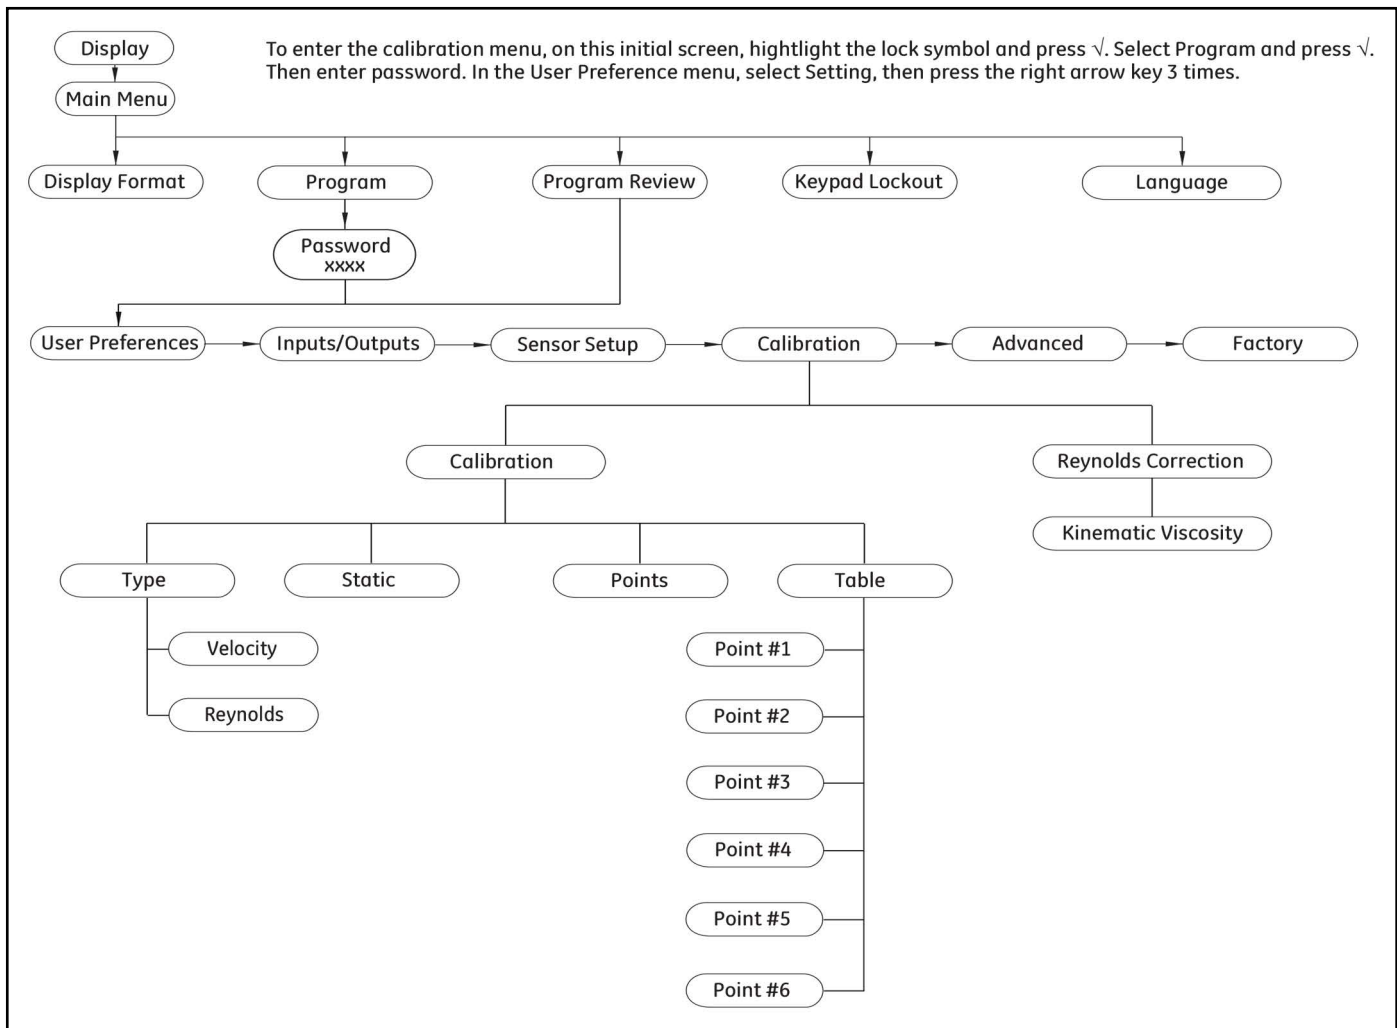 Display
To enter the calibration menu, on this initial screen, hightlight the lock symbol and press √. Select Program and press √.
Then enter password. In the User Preference menu, select Setting, then press the right arrow key 3 times.
Main Menu
Display Format
Program
Program Review
Keypad Lockout
Language
Password
xxxx
User Preferences
Inputs/Outputs
Sensor Setup
Calibration
Advanced
Factory
Calibration
Reynolds Correction
Kinematic Viscosity
Type
Static
Points
Table
Velocity
Reynolds
Point #1
Point #2
Point #3
Point #4
Point #5
Point #6